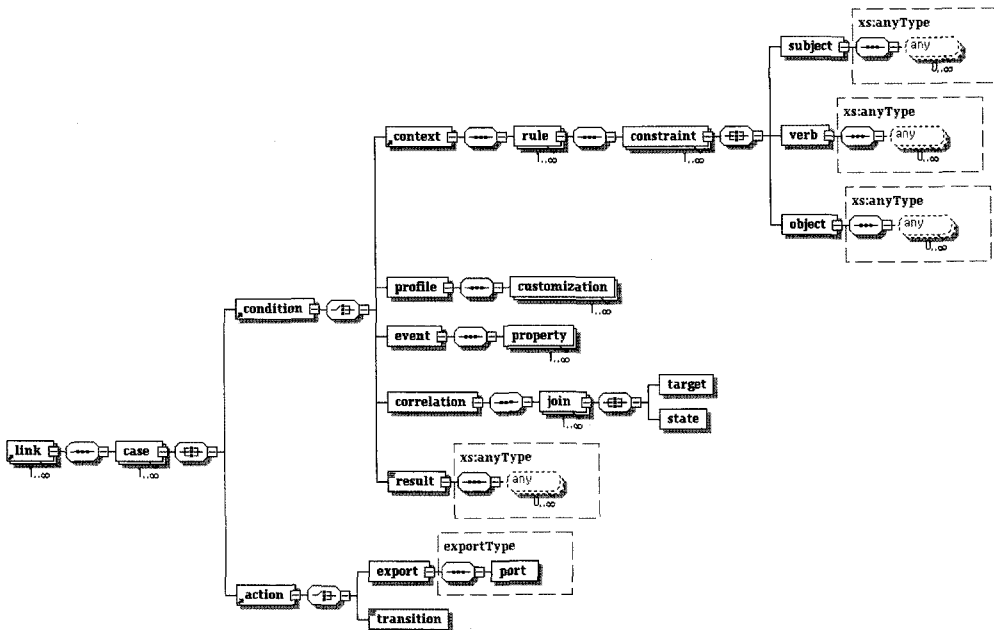 xs:anyType
subject
any
0..∞
xs:anyType
context
rule
constraint
verb
any
1..∞
1..∞
0..∞
xs:anyType
object
any
0..∞
profile
customization
1..∞
condition
event
property
1..∞
target
correlation
join
1..∞
state
link
case
1..∞
1..∞
xs:anyType
result
any
0..∞
exportType
export
port
action
transition